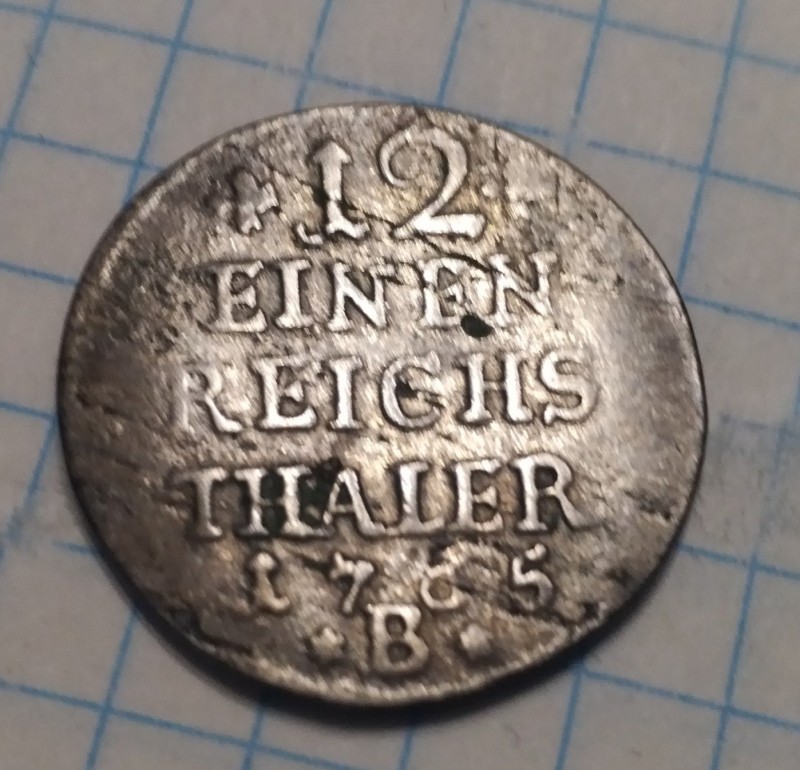 12
EINEN
REICHS
THALER
1765
B